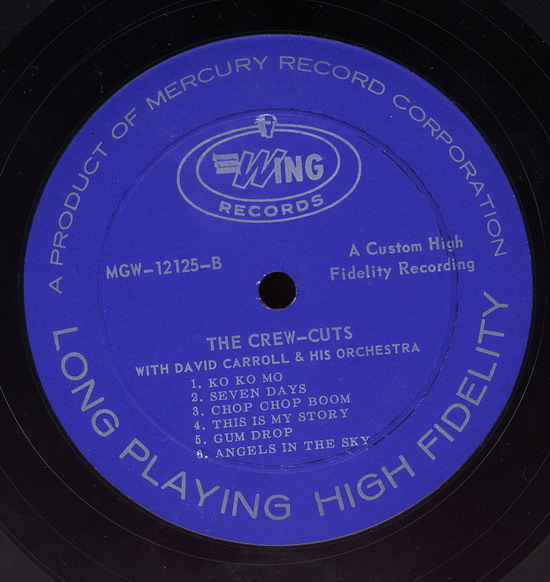 A PRODUCT OF MERCURY RECORD CORPORATION
WING
RECORDS
MGW-12125-B
A Custom High
Fidelity Recording
THE CREW-CUTS
WITH DAVID CARROLL & HIS ORCHESTRA
1. KO KO MO
2. SEVEN DAYS
3. CHOP CHOP BOOM
4. THIS IS MY STORY
5. GUM DROP
6. ANGELS IN THE SKY
LONG PLAYING HIGH FIDELITY